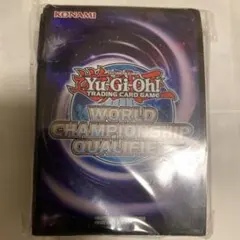 KONAMI
Yu-Gi-Oh!
TRADING CARD GAME
WORLD
CHAMPIONSHIP
QUALIFIER